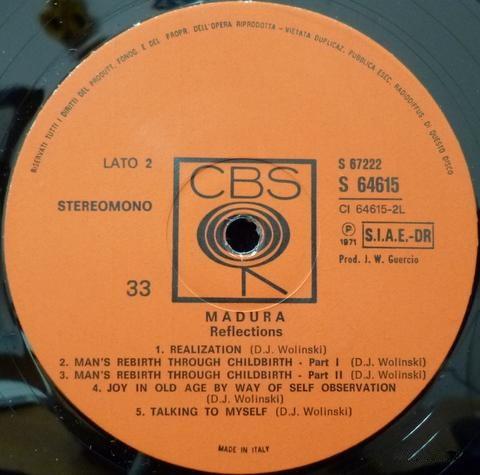 RISERVATI TUTTI I DIRITTI DEL PRODUTT. FONOG. E DEL PROPR. DELL'OPERA RIPRODOTTA - VIETATA DUPLICAZ. PUBBLICA ESEC. RADIODIFFUS. DI QUESTO DISCO
LATO 2
S 67222
CBS
S 64615
STEREOMONO
CI 64615-2L
P
1971
S.I.A.E.-DR
Prod. J. W. Guercio
33
MADURA
Reflections
1. REALIZATION (D.J. Wolinski)
2. MAN'S REBIRTH THROUGH CHILDBIRTH - Part I (D.J. Wolinski)
3. MAN'S REBIRTH THROUGH CHILDBIRTH - Part II (D.J. Wolinski)
4. JOY IN OLD AGE BY WAY OF SELF OBSERVATION
(D.J. Wolinski)
5. TALKING TO MYSELF (D.J. Wolinski)
MADE IN ITALY